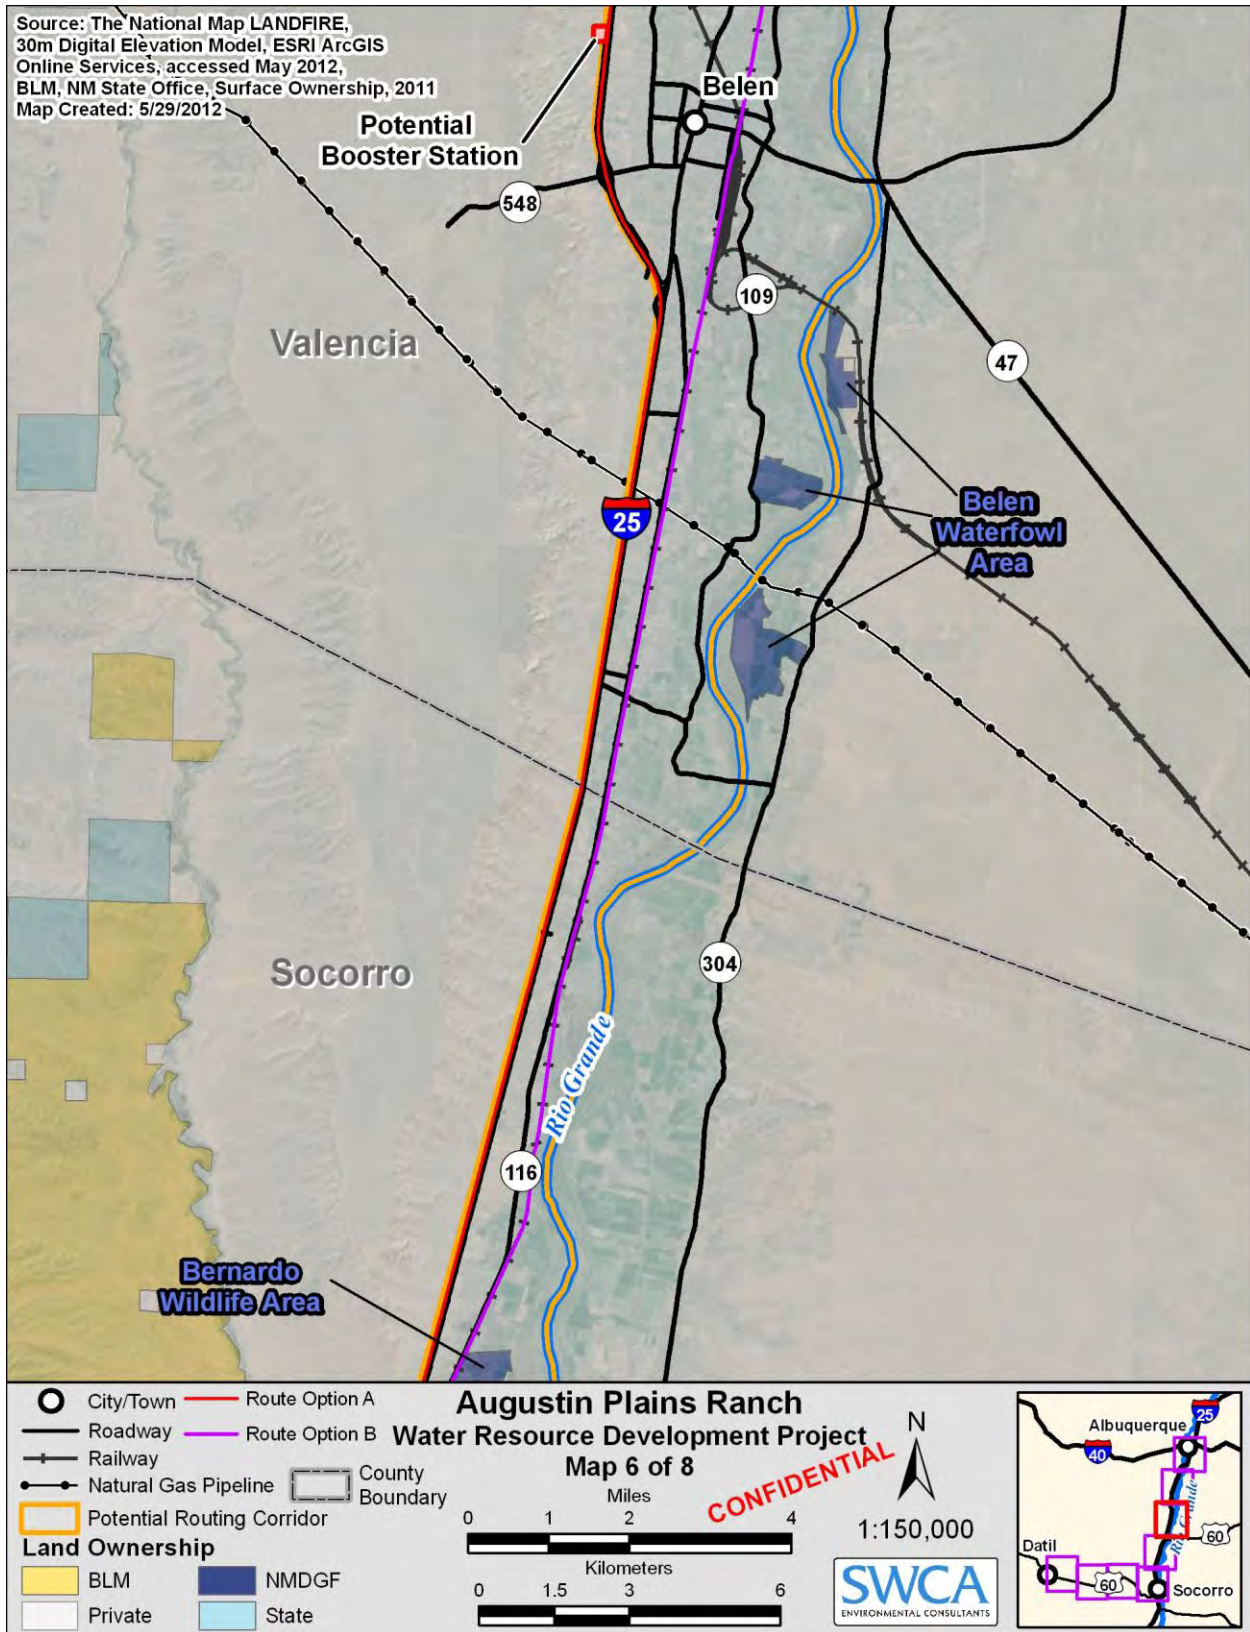 Source: The National Map LANDFIRE,
30m Digital Elevation Model, ESRI ArcGIS
Online Services, accessed May 2012,
BLM, NM State Office, Surface Ownership, 2011
Map Created: 5/29/2012
Belen
Potential
Booster Station
548
109
Valencia
47
25
Belen
Waterfowl
Area
Socorro
304
Rio Grande
116
Bernardo
Wildlife Area
City/Town
Roadway
Railway
Natural Gas Pipeline
Potential Routing Corridor
Route Option A
Route Option B
County
Boundary
Land Ownership
BLM
NMDGF
Private
State
Augustin Plains Ranch
Water Resource Development Project
Map 6 of 8
CONFIDENTIAL
Miles
0 1 2 4
Kilometers
0 1.5 3 6
N
1:150,000
SWCA
ENVIRONMENTAL CONSULTANTS
25
Albuquerque
40
Rio Grande
60
Datil
60
Socorro